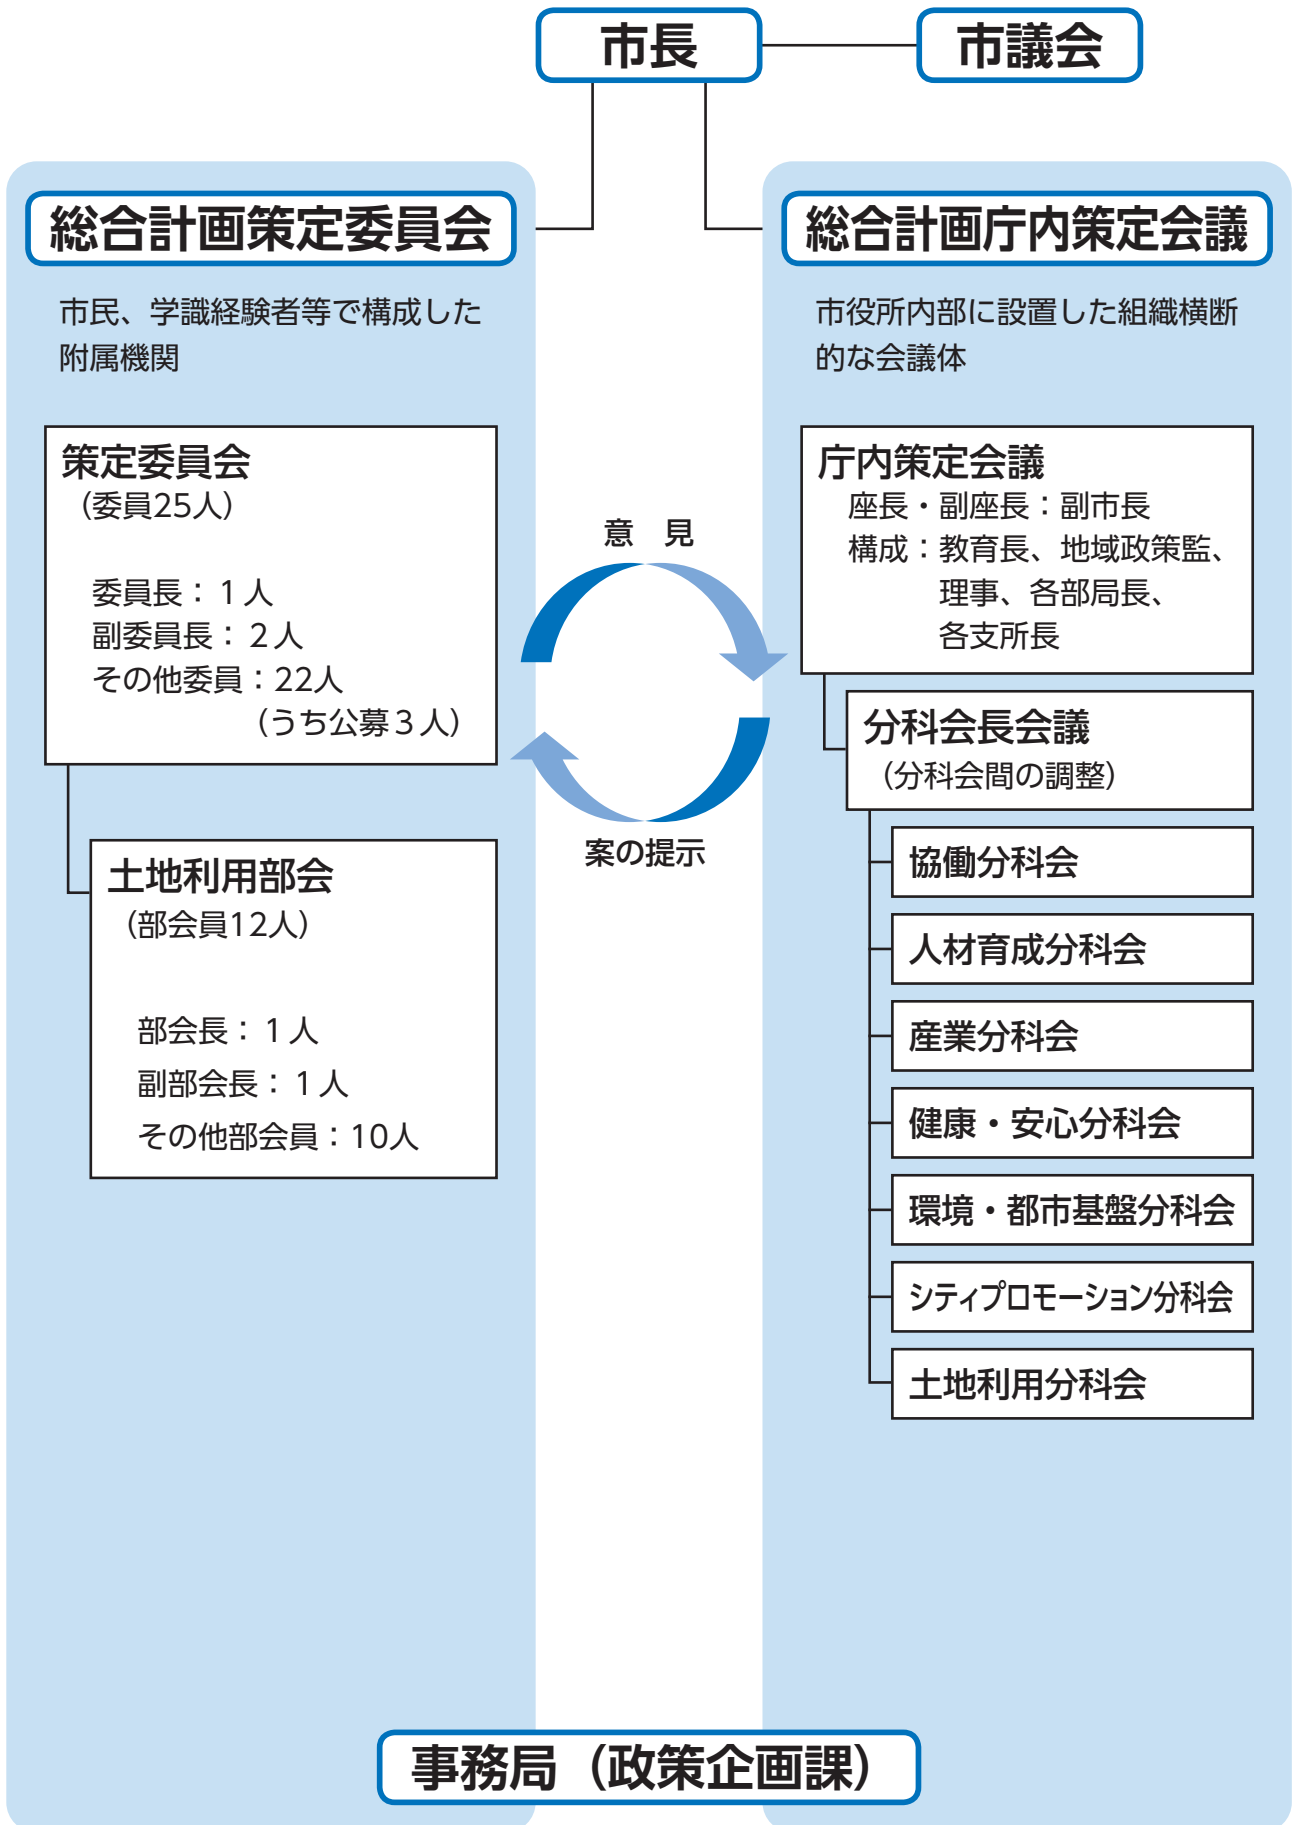 市長
市議会
総合計画策定委員会
市民、学識経験者等で構成した
附属機関
策定委員会
（委員25人）
委員長：１人
副委員長：２人
その他委員：22人
（うち公募３人）
土地利用部会
（部会員12人）
部会長：１人
副部会長：１人
その他部会員：10人
意　見
案の提示
総合計画庁内策定会議
市役所内部に設置した組織横断
的な会議体
庁内策定会議
座長・副座長：副市長
構成：教育長、地域政策監、
理事、各部局長、
各支所長
分科会長会議
（分科会間の調整）
協働分科会
人材育成分科会
産業分科会
健康・安心分科会
環境・都市基盤分科会
シティプロモーション分科会
土地利用分科会
事務局（政策企画課）